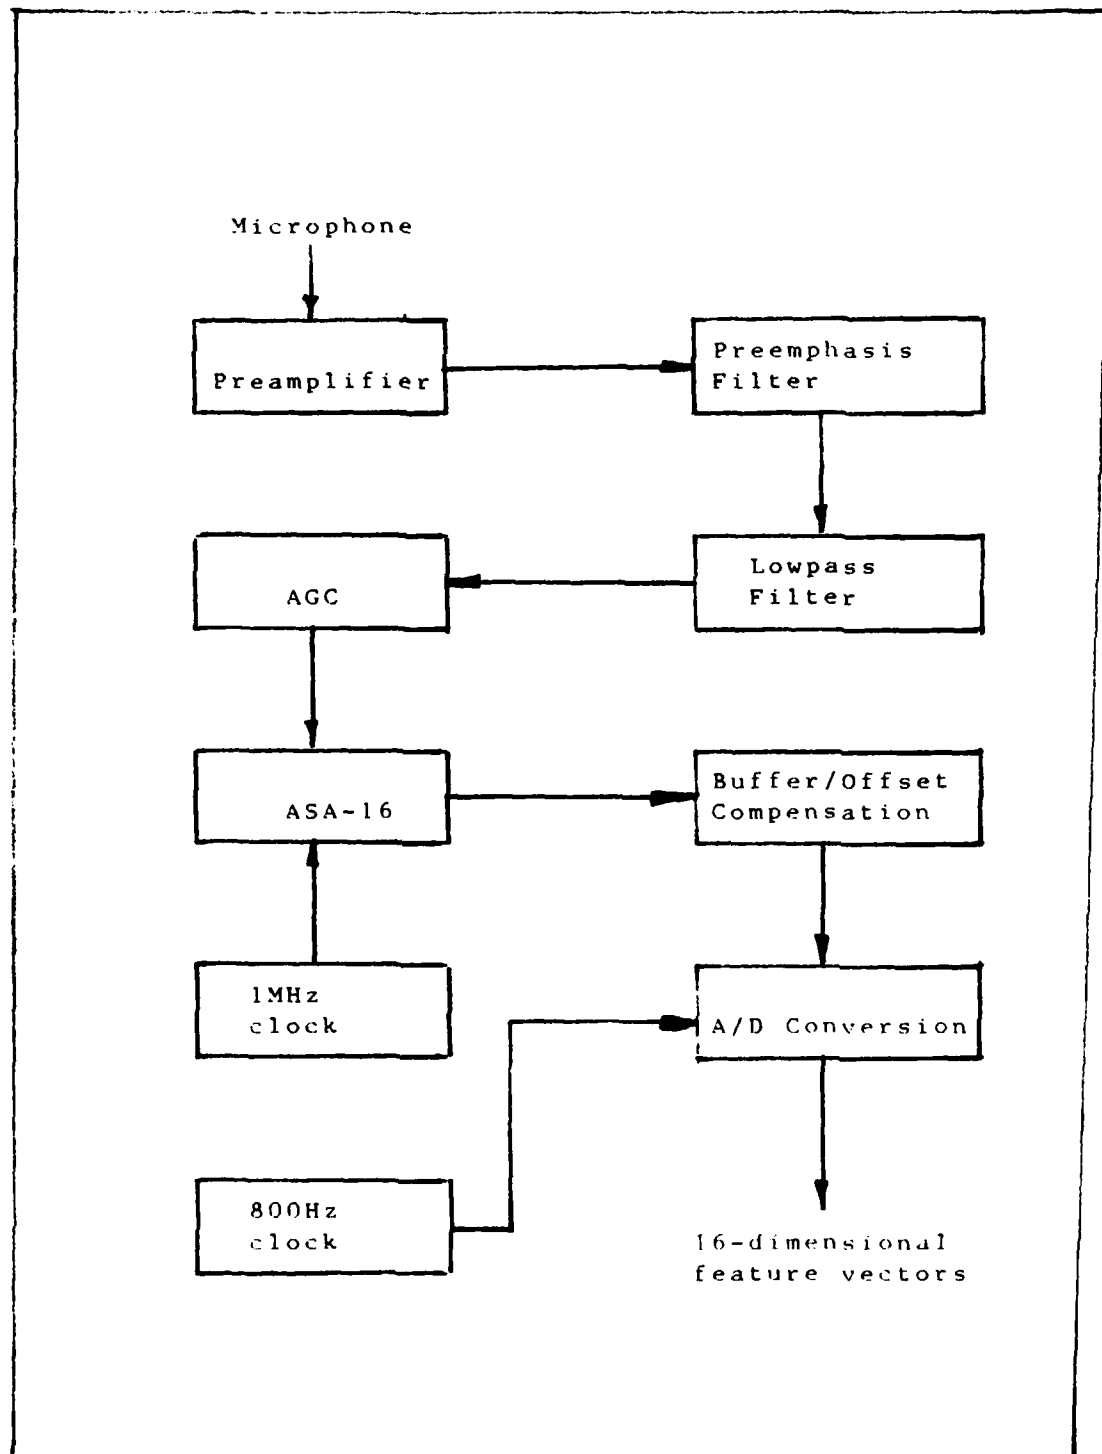 Microphone
Preamplifier
Preemphasis
Filter
AGC
Lowpass
Filter
ASA-16
Buffer/Offset
Compensation
1MHz
clock
A/D Conversion
800Hz
clock
16-dimensional
feature vectors